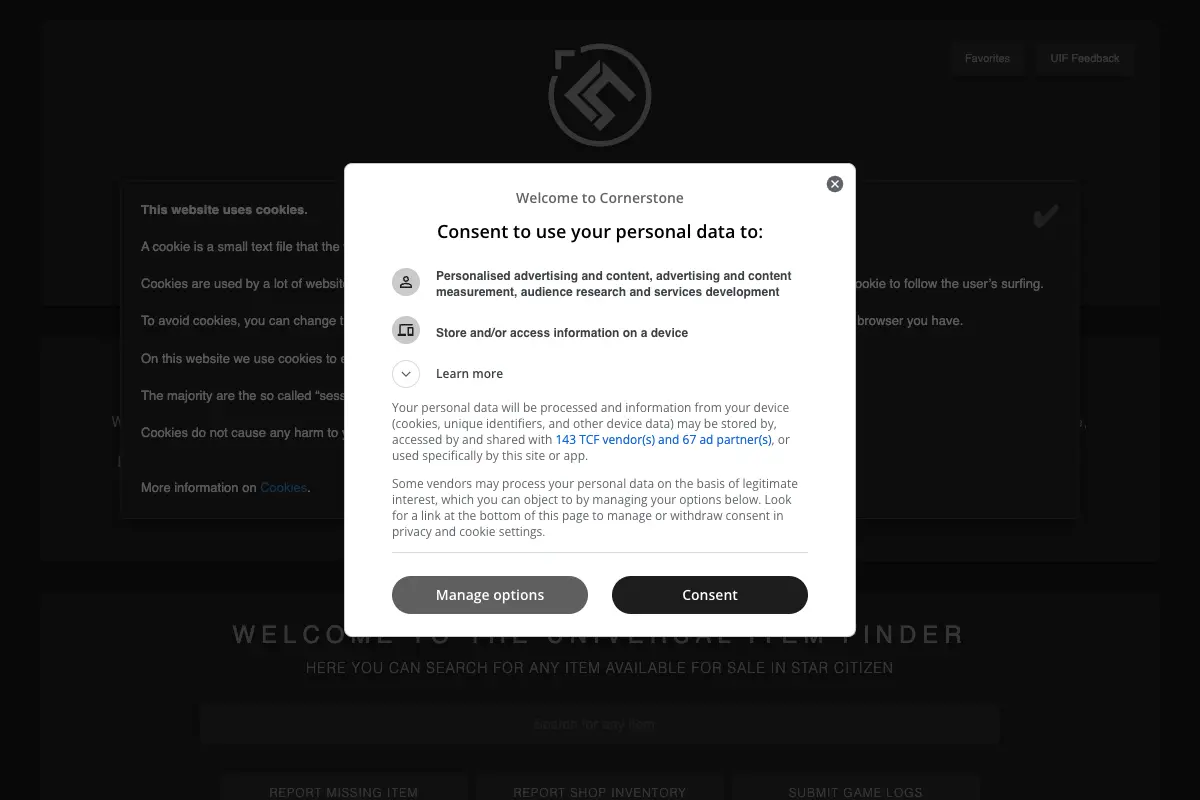 Favorites
UIF Feedback
Welcome to Cornerstone
Consent to use your personal data to:
Personalised advertising and content, advertising and content
measurement, audience research and services development
Store and/or access information on a device
Learn more
Your personal data will be processed and information from your device
(cookies, unique identifiers, and other device data) may be stored by,
accessed by and shared with 143 TCF vendor(s) and 67 ad partner(s), or
used specifically by this site or app.
Some vendors may process your personal data on the basis of legitimate
interest, which you can object to by managing your options below. Look
for a link at the bottom of this page to manage or withdraw consent in
privacy and cookie settings.
Manage options
Consent
This website uses cookies.
A cookie is a small text file that the
Cookies are used by a lot of
to follow the user's surfing.
To avoid cookies, you can change
browser you have.
On this website we use cookies to
The majority are the so called
Cookies do not cause any harm to
More information on Cookies.
WELCOME TO THE UNIVERSAL ITEM FINDER
HERE YOU CAN SEARCH FOR ANY ITEM AVAILABLE FOR SALE IN STAR CITIZEN
Search for any item
REPORT MISSING ITEM
REPORT SHOP INVENTORY
SUBMIT GAME LOGS